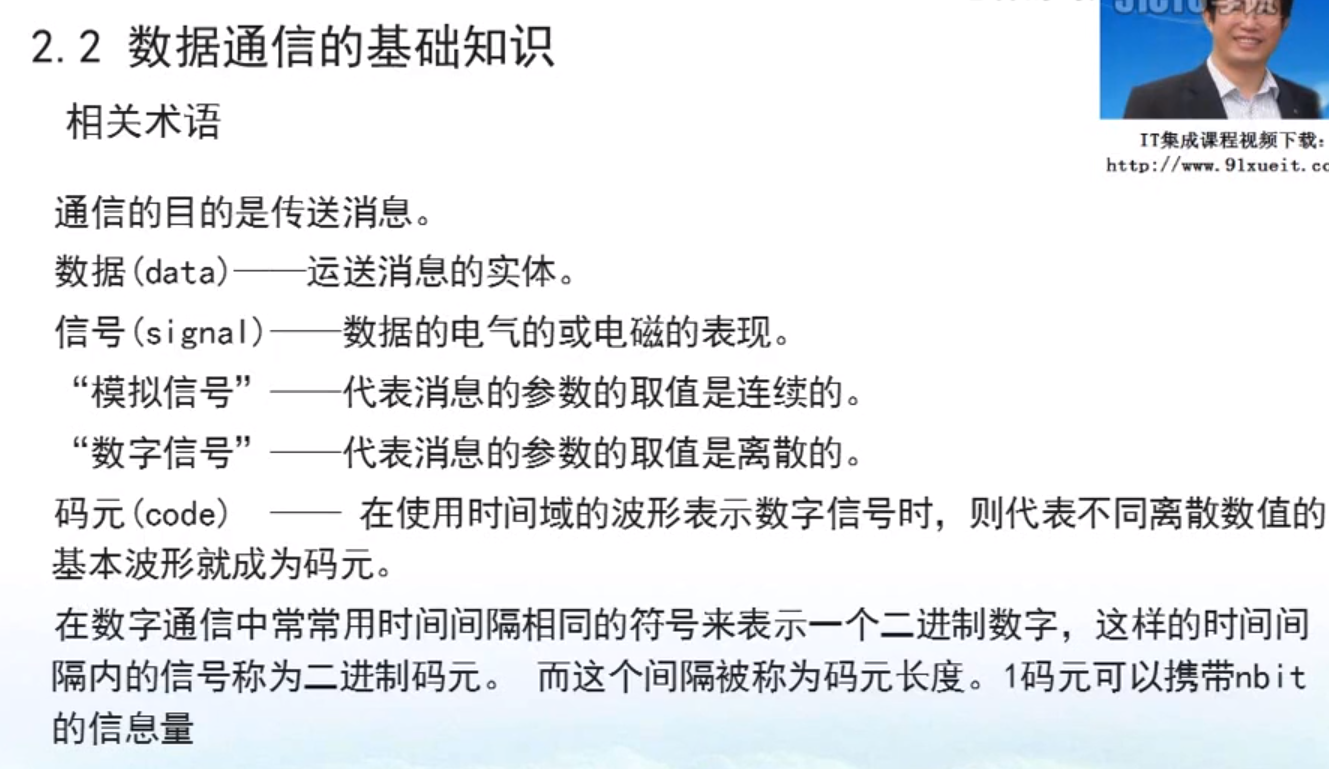 2.2 数据通信的基础知识
相关术语
IT集成课程视频下载:
http://www.91xueit.co
通信的目的是传送消息。
数据(data)——运送消息的实体。
信号(signal)——数据的电气的或电磁的表现。
“模拟信号”——代表消息的参数的取值是连续的。
“数字信号”——代表消息的参数的取值是离散的。
码元(code) —— 在使用时间域的波形表示数字信号时，则代表不同离散数值的
基本波形就成为码元。
在数字通信中常常用时间间隔相同的符号来表示一个二进制数字，这样的时间间
隔内的信号称为二进制码元。 而这个间隔被称为码元长度。1码元可以携带nbit
的信息量